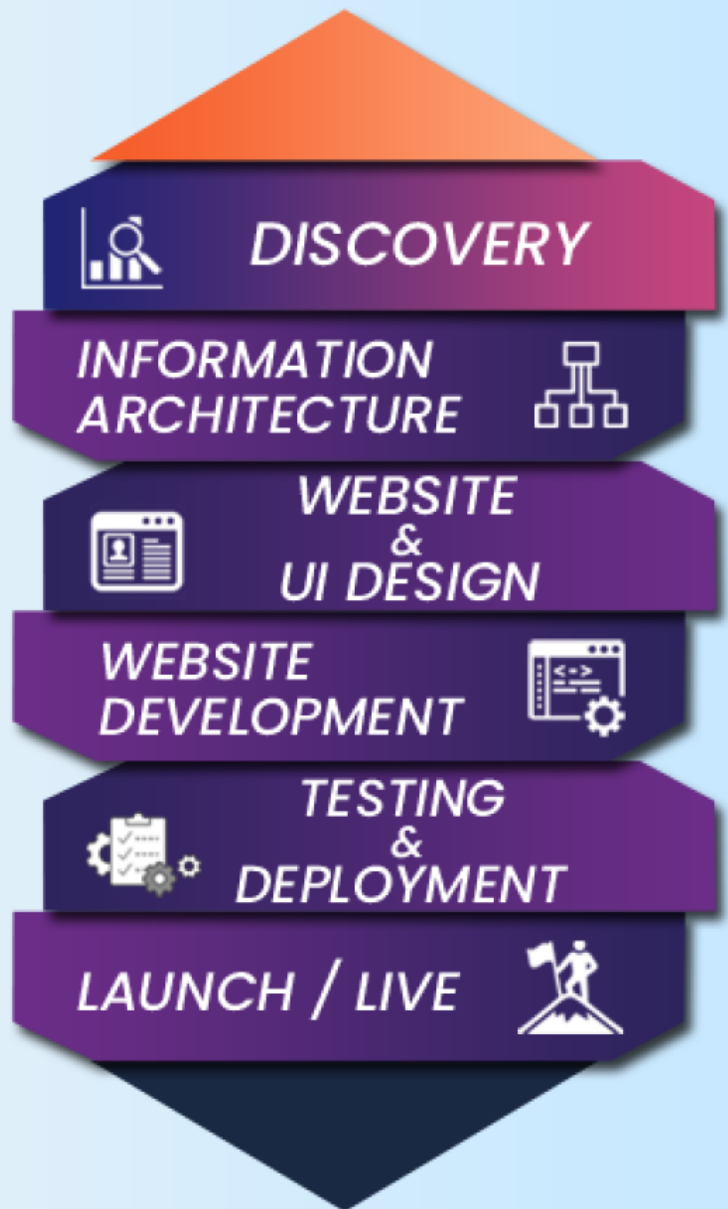 DISCOVERY
INFORMATION
ARCHITECTURE
WEBSITE
&
UI DESIGN
WEBSITE
DEVELOPMENT
TESTING
&
DEPLOYMENT
LAUNCH / LIVE